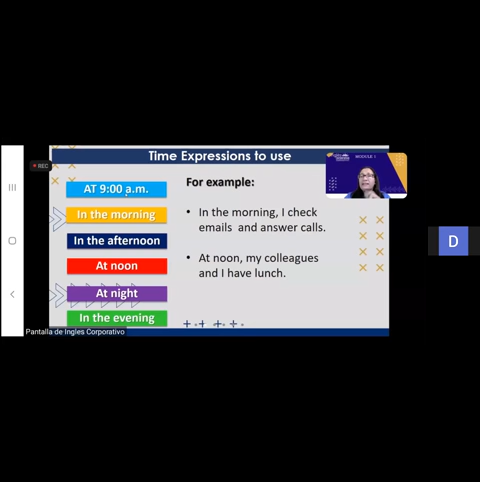 Time Expressions to use
MODULE 1
REC
AT 9:00 a.m.
In the morning
In the afternoon
At noon
At night
In the evening
For example:
• In the morning, I check
emails and answer calls.
• At noon, my colleagues
and I have lunch.
D
Pantalla de Ingles Corporativo